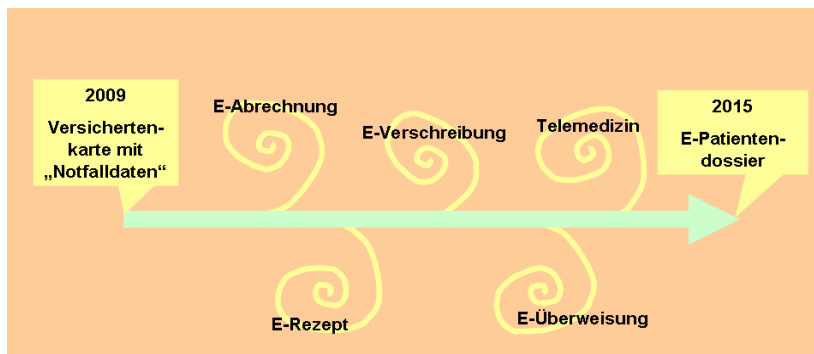 2009
Versicherten-
karte mit
„Notfalldaten“
E-Abrechnung
E-Verschreibung
Telemedizin
2015
E-Patienten-
dossier
E-Rezept
E-Überweisung